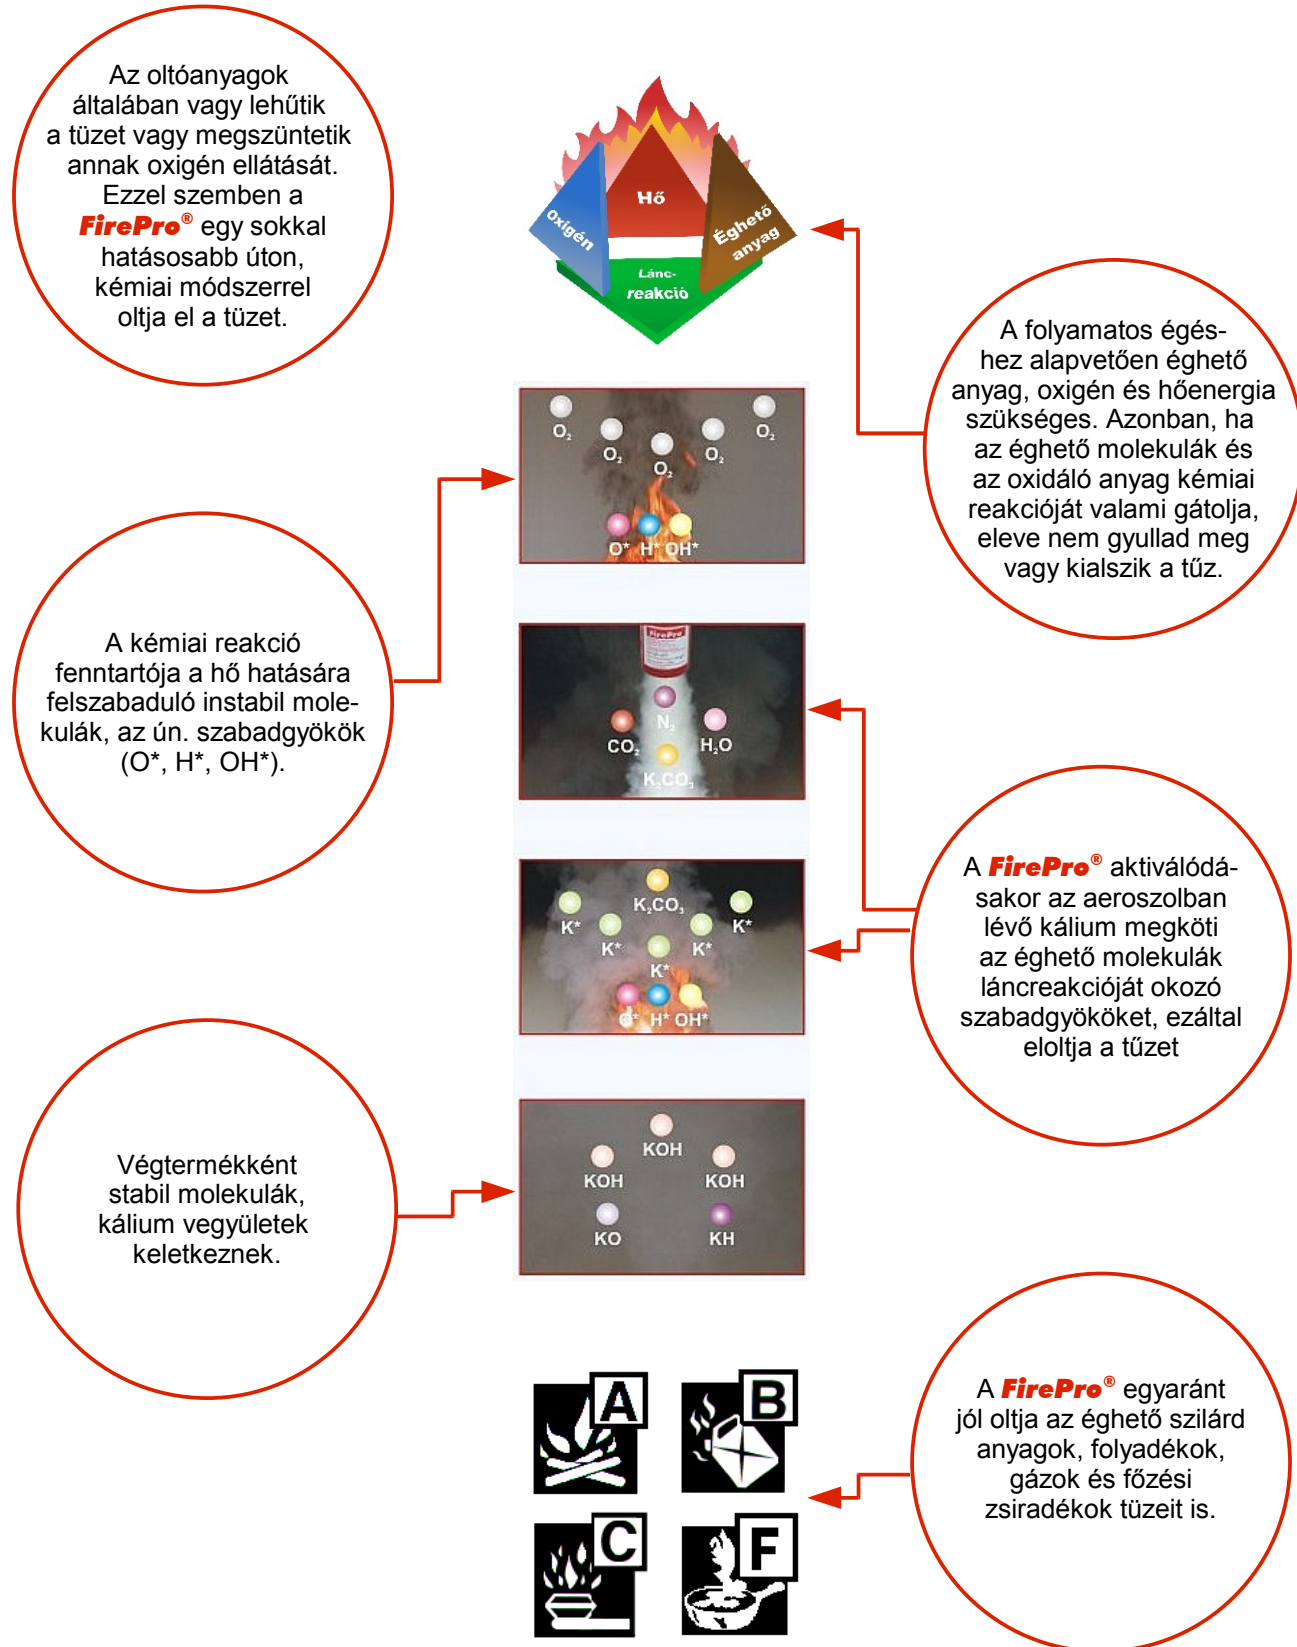 Az oltóanyagok
általában vagy lehűtik
a tüzet vagy megszüntetik
annak oxigén ellátását.
Ezzel szemben a
FirePro® egy sokkal
hatásosabb úton,
kémiai módszerrel
oltja el a tüzet.
Hő
Oxigén
Éghető
anyag
Lánc-
reakció
A folyamatos égés-
hez alapvetően éghető
anyag, oxigén és hőenergia
szükséges. Azonban, ha
az éghető molekulák és
az oxidáló anyag kémiai
reakcióját valami gátolja,
eleve nem gyullad meg
vagy kialszik a tűz.
O₂ O₂ O₂ O₂ O₂
O* H* OH*
A kémiai reakció
fenntartója a hő hatására
felszabaduló instabil mole-
kulák, az ún. szabadgyökök
(O*, H*, OH*).
FirePro
N₂
CO₂ H₂O
K₂CO₃
K₂CO₃
K* K* K* K* K*
O* H* OH*
A FirePro® aktiválódá-
sakor az aeroszolban
lévő kálium megköti
az éghető molekulák
láncreakcióját okozó
szabadgyököket, ezáltal
eloltja a tűzet
Végtermékként
stabil molekulák,
kálium vegyületek
keletkeznek.
KOH
KOH KOH
KO KH
A B
C F
A FirePro® egyaránt
jól oltja az éghető szilárd
anyagok, folyadékok,
gázok és főzési
zsiradékok tüzeit is.